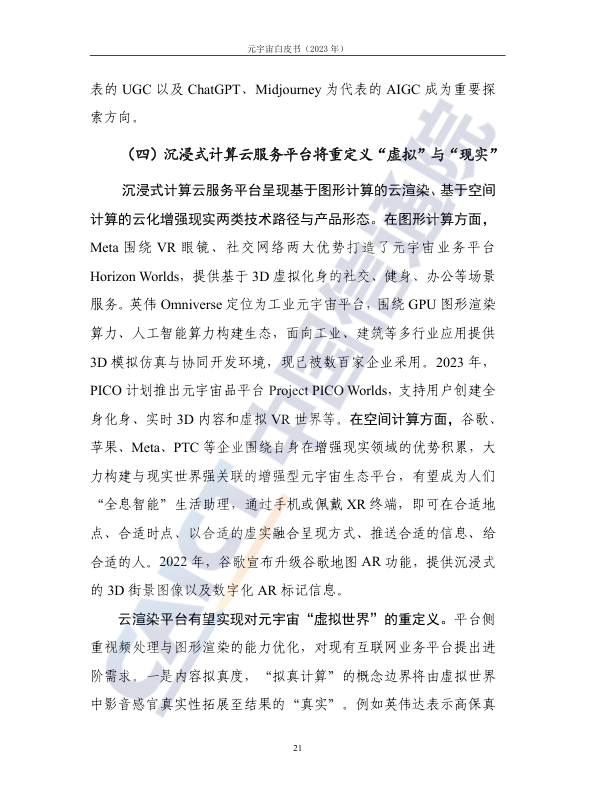 元宇宙白皮书（2023 年）
表的 UGC 以及 ChatGPT、Midjourney 为代表的 AIGC 成为重要探
索方向。
（四）沉浸式计算云服务平台将重定义“虚拟”与“现实”
沉浸式计算云服务平台呈现基于图形计算的云渲染、基于空间
计算的云化增强现实两类技术路径与产品形态。在图形计算方面，
Meta 围绕 VR 眼镜、社交网络两大优势打造了元宇宙业务平台
Horizon Worlds，提供基于 3D 虚拟化身的社交、健身、办公等场景
服务。英伟 Omniverse 定位为工业元宇宙平台，围绕 GPU 图形渲染
算力、人工智能算力构建生态，面向工业、建筑等多行业应用提供
3D 模拟仿真与协同开发环境，现已被数百家企业采用。2023 年，
PICO 计划推出元宇宙品平台 Project PICO Worlds，支持用户创建全
身化身、实时 3D 内容和虚拟 VR 世界等。在空间计算方面，谷歌、
苹果、Meta、PTC 等企业围绕自身在增强现实领域的优势积累，大
力构建与现实世界强关联的增强型元宇宙生态平台，有望成为人们
“全息智能”生活助理，通过手机或佩戴 XR 终端，即可在合适地
点、合适时点、以合适的虚实融合呈现方式、推送合适的信息、给
合适的人。2022 年，谷歌宣布升级谷歌地图 AR 功能，提供沉浸式
的 3D 街景图像以及数字化 AR 标记信息。
云渲染平台有望实现对元宇宙“虚拟世界”的重定义。平台侧
重视频处理与图形渲染的能力优化，对现有互联网业务平台提出进
阶需求。一是内容拟真度，“拟真计算”的概念边界将由虚拟世界
中影音感官真实性拓展至结果的“真实”。例如英伟达表示高保真
21
CAICT 中国信通院